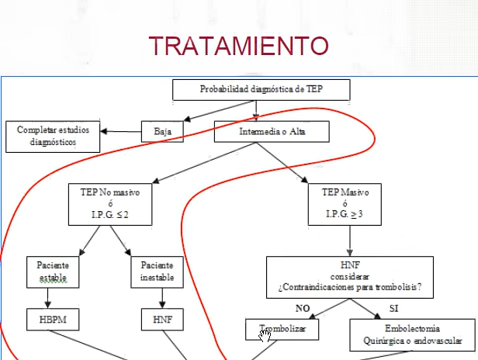 TRATAMIENTO
Probabilidad diagnóstica de TEP
Completar estudios
diagnósticos
Baja
Intermedia o Alta
TEP No masivo
ó
I.P.G. ≤ 2
TEP Masivo
ó
I.P.G. ≥ 3
Paciente
estable
Paciente
inestable
HNF
considerar
¿Contraindicaciones para trombolisis?
NO
SI
HBPM
HNF
Trombolizar
Embolectomia
Quirúrgica o endovascular